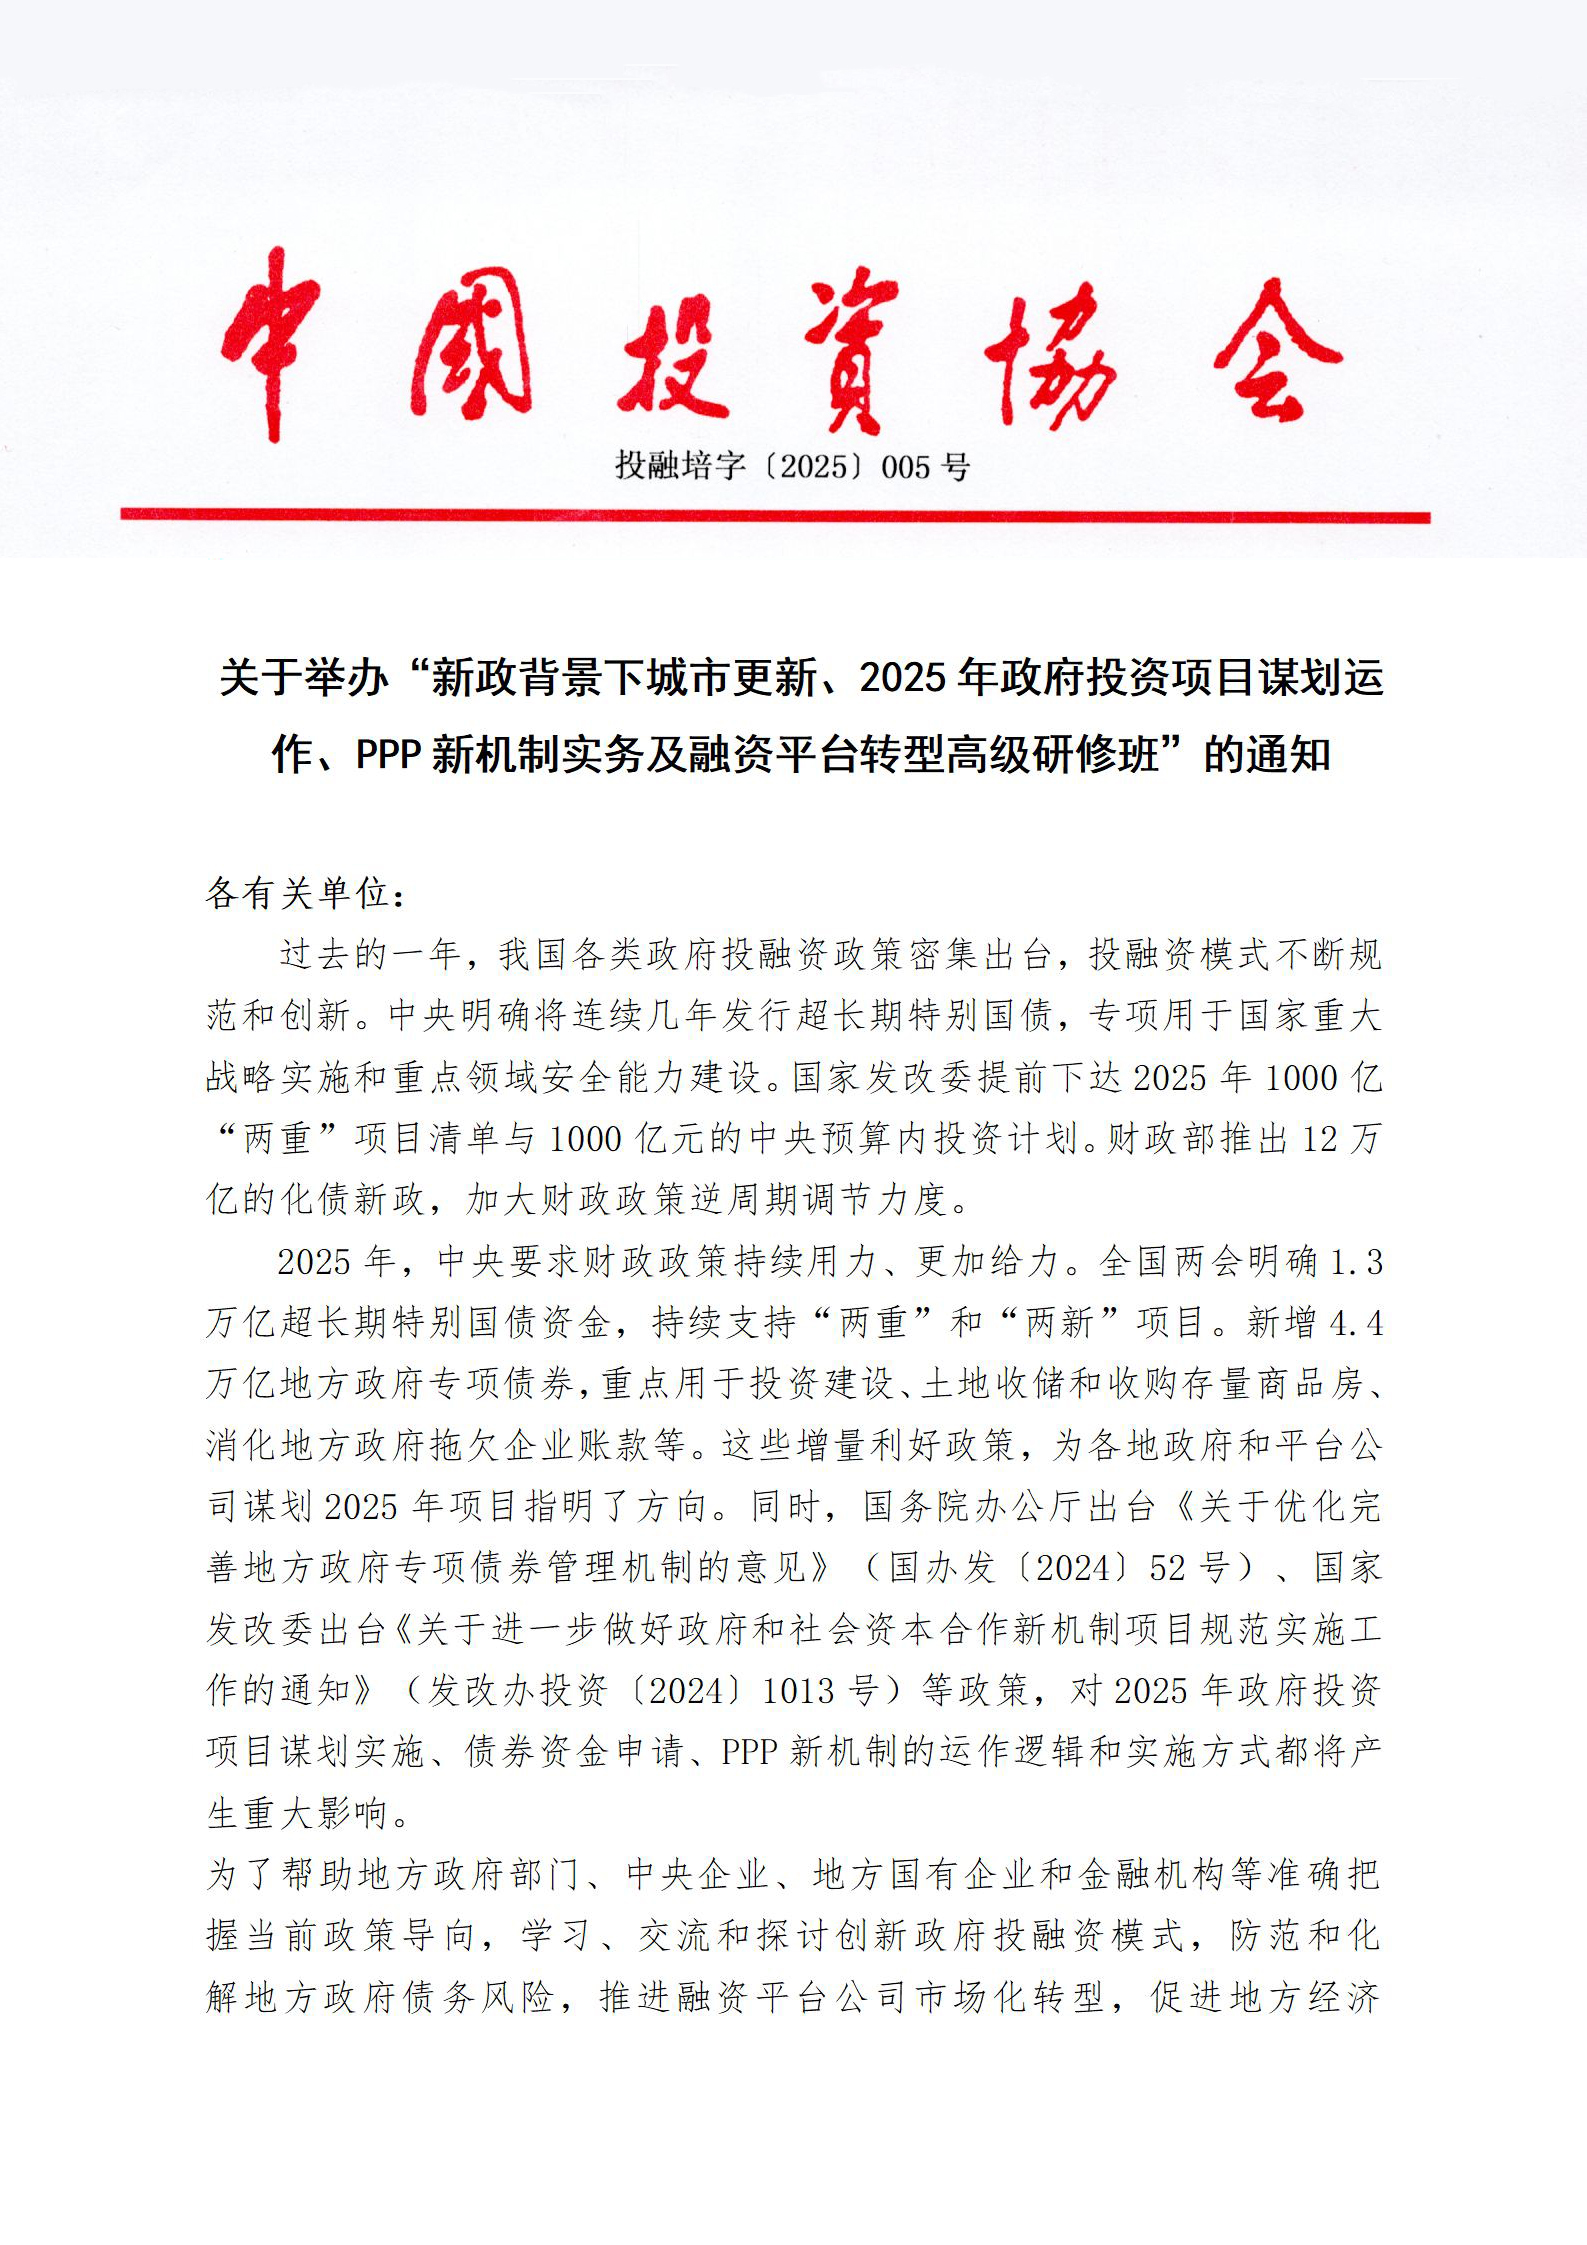 中國投資協会
投融培字〔2025〕005号
关于举办“新政背景下城市更新、2025年政府投资项目谋划运
作、PPP新机制实务及融资平台转型高级研修班”的通知
各有关单位：
过去的一年，我国各类政府投融资政策密集出台，投融资模式不断规
范和创新。中央明确将连续几年发行超长期特别国债，专项用于国家重大
战略实施和重点领域安全能力建设。国家发改委提前下达2025年1000亿
“两重”项目清单与1000亿元的中央预算内投资计划。财政部推出12万
亿的化债新政，加大财政政策逆周期调节力度。
2025年，中央要求财政政策持续用力、更加给力。全国两会明确1.3
万亿超长期特别国债资金，持续支持“两重”和“两新”项目。新增4.4
万亿地方政府专项债券，重点用于投资建设、土地收储和收购存量商品房、
消化地方政府拖欠企业账款等。这些增量利好政策，为各地政府和平台公
司谋划2025年项目指明了方向。同时，国务院办公厅出台《关于优化完
善地方政府专项债券管理机制的意见》（国办发〔2024〕52号）、国家
发改委出台《关于进一步做好政府和社会资本合作新机制项目规范实施工
作的通知》（发改办投资〔2024〕1013号）等政策，对2025年政府投资
项目谋划实施、债券资金申请、PPP新机制的运作逻辑和实施方式都将产
生重大影响。
为了帮助地方政府部门、中央企业、地方国有企业和金融机构等准确把
握当前政策导向，学习、交流和探讨创新政府投融资模式，防范和化
解地方政府债务风险，推进融资平台公司市场化转型，促进地方经济